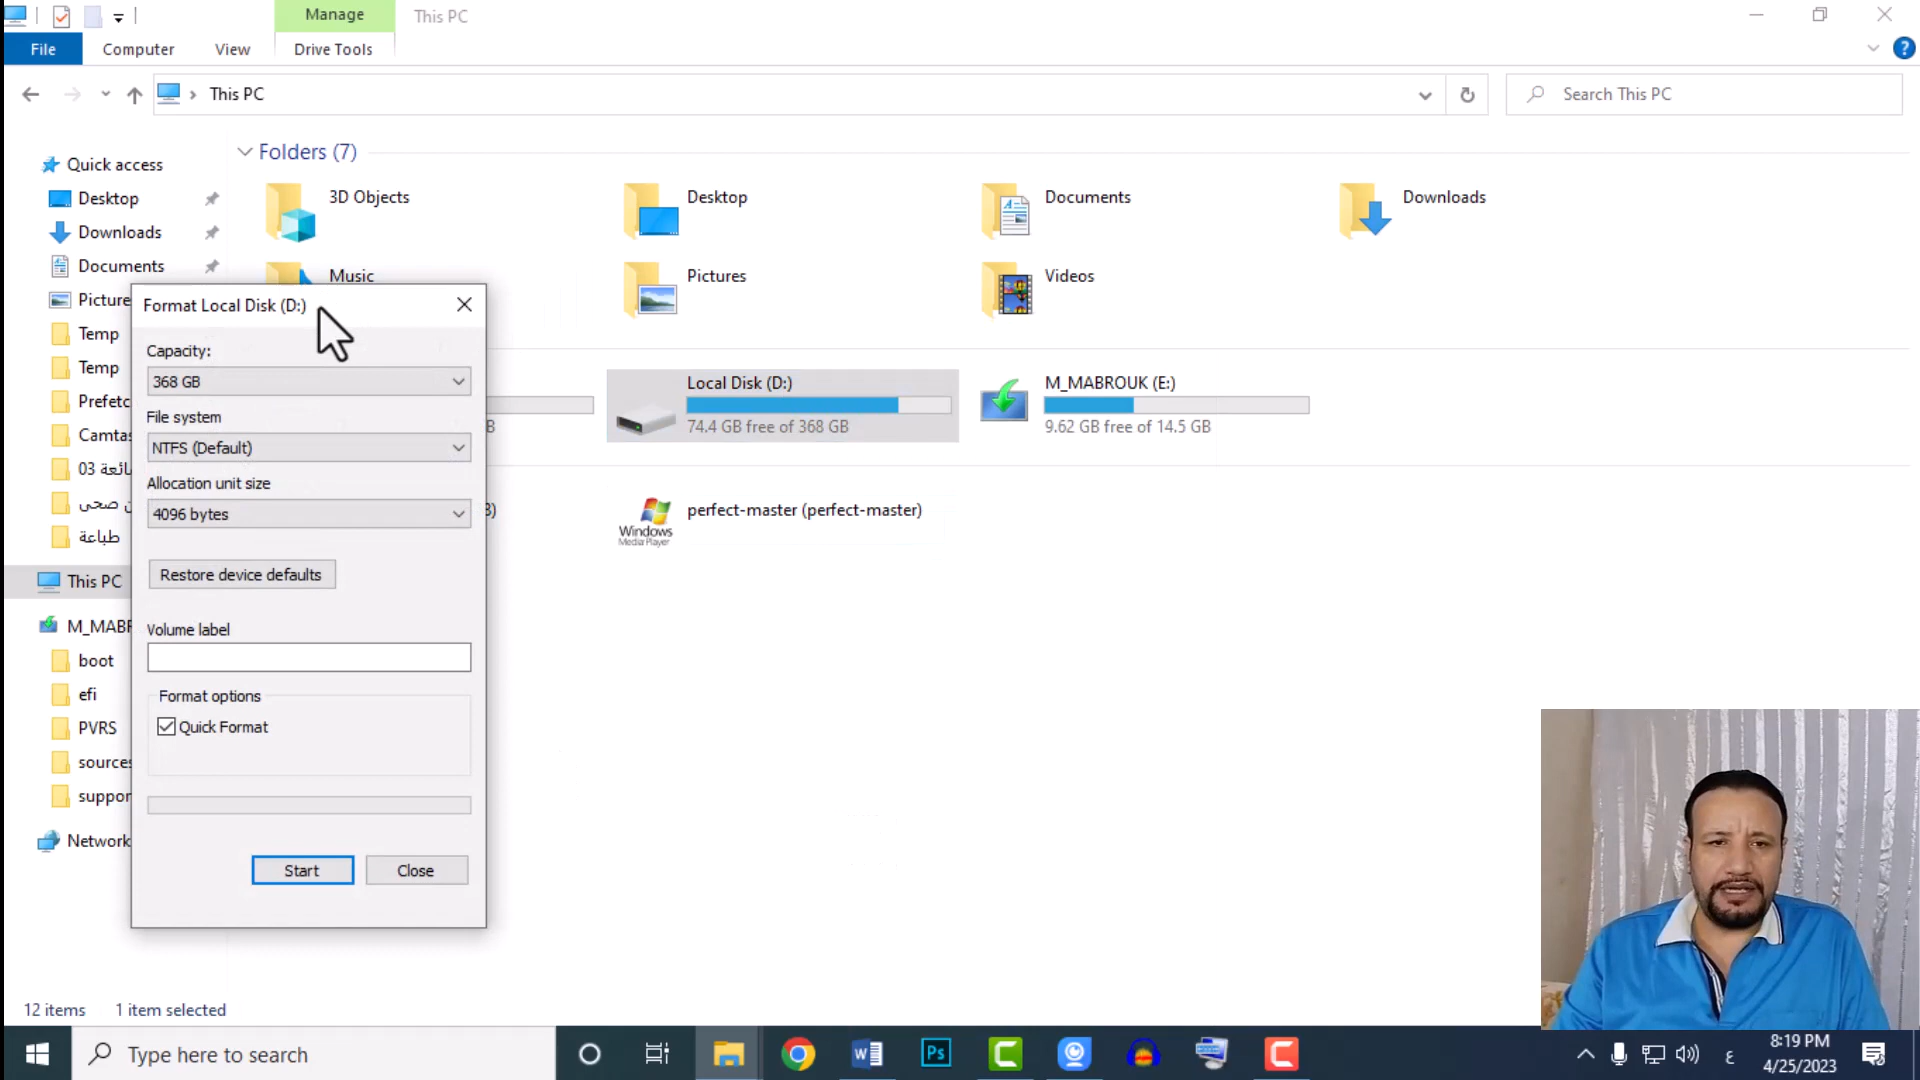 Manage
This PC
File
Computer
View
Drive Tools
This PC
Search This PC
Quick access
Desktop
Downloads
Documents
Temp
Temp
طباعة
This PC
boot
efi
PVRS
Network
Folders (7)
3D Objects
Desktop
Documents
Downloads
Music
Pictures
Videos
Local Disk (D:)
74.4 GB free of 368 GB
M_MABROUK (E:)
9.62 GB free of 14.5 GB
Windows
Media Player
perfect-master (perfect-master)
Format Local Disk (D:)
Capacity:
368 GB
File system
NTFS (Default)
Allocation unit size
4096 bytes
Restore device defaults
Volume label
Format options
Quick Format
Start
Close
12 items
1 item selected
Type here to search
Ps
ع
8:19 PM
4/25/2023